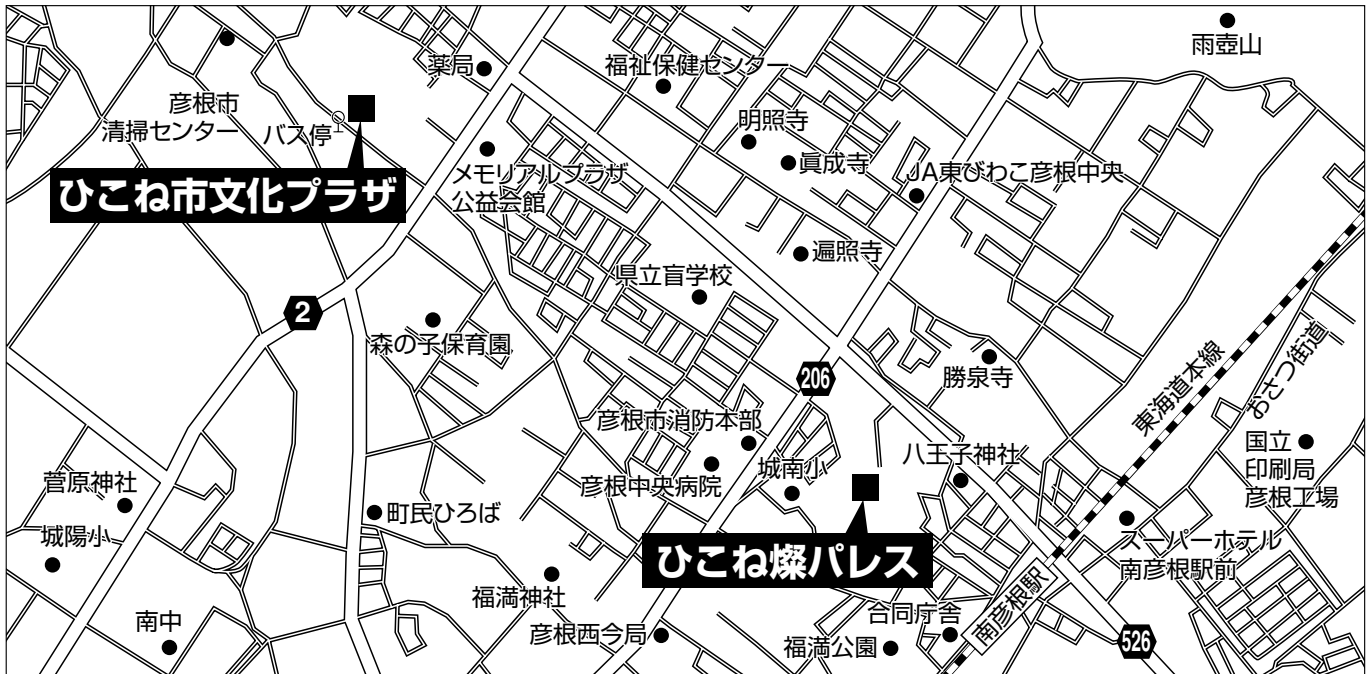 雨壺山
薬局
福祉保健センター
彦根市
清掃センター
バス停
明照寺
眞成寺
JA東びわこ彦根中央
メモリアルプラザ
公益会館
ひこね市文化プラザ
遍照寺
県立盲学校
2
森の子保育園
206
勝泉寺
東海道本線
おさつ街道
彦根市消防本部
彦根中央病院
城南小
八王子神社
国立
印刷局
彦根工場
菅原神社
城陽小
町民ひろば
スーパーホテル
南彦根駅前
ひこね燦パレス
福満神社
南彦根駅
合同庁舎
南中
彦根西今局
福満公園
526